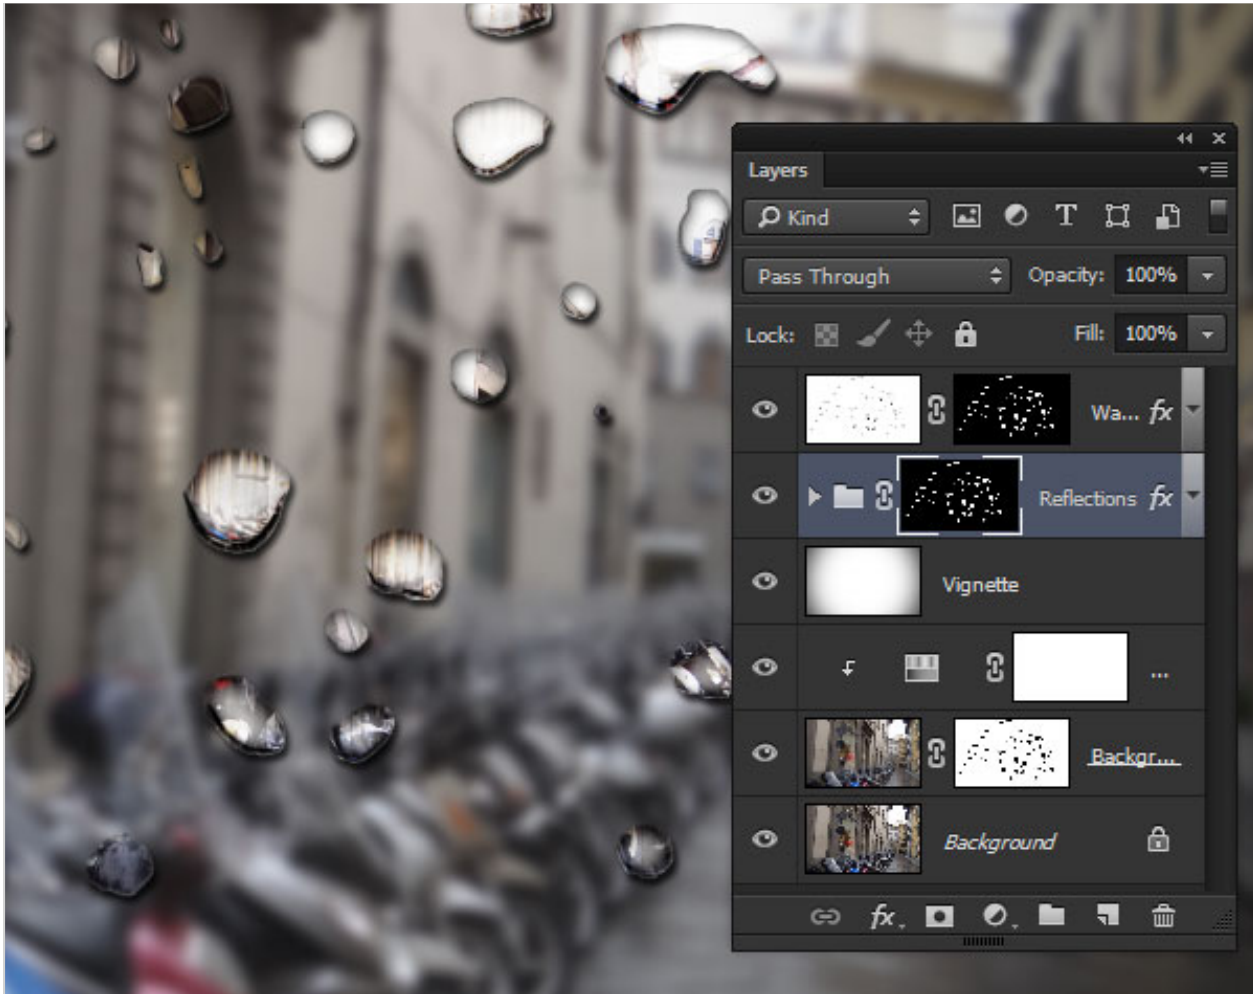 Layers
Kind
Pass Through Opacity: 100%
Lock: Fill: 100%
Wa... fx
Reflections fx
Vignette
...
Backgr...
Background
fx